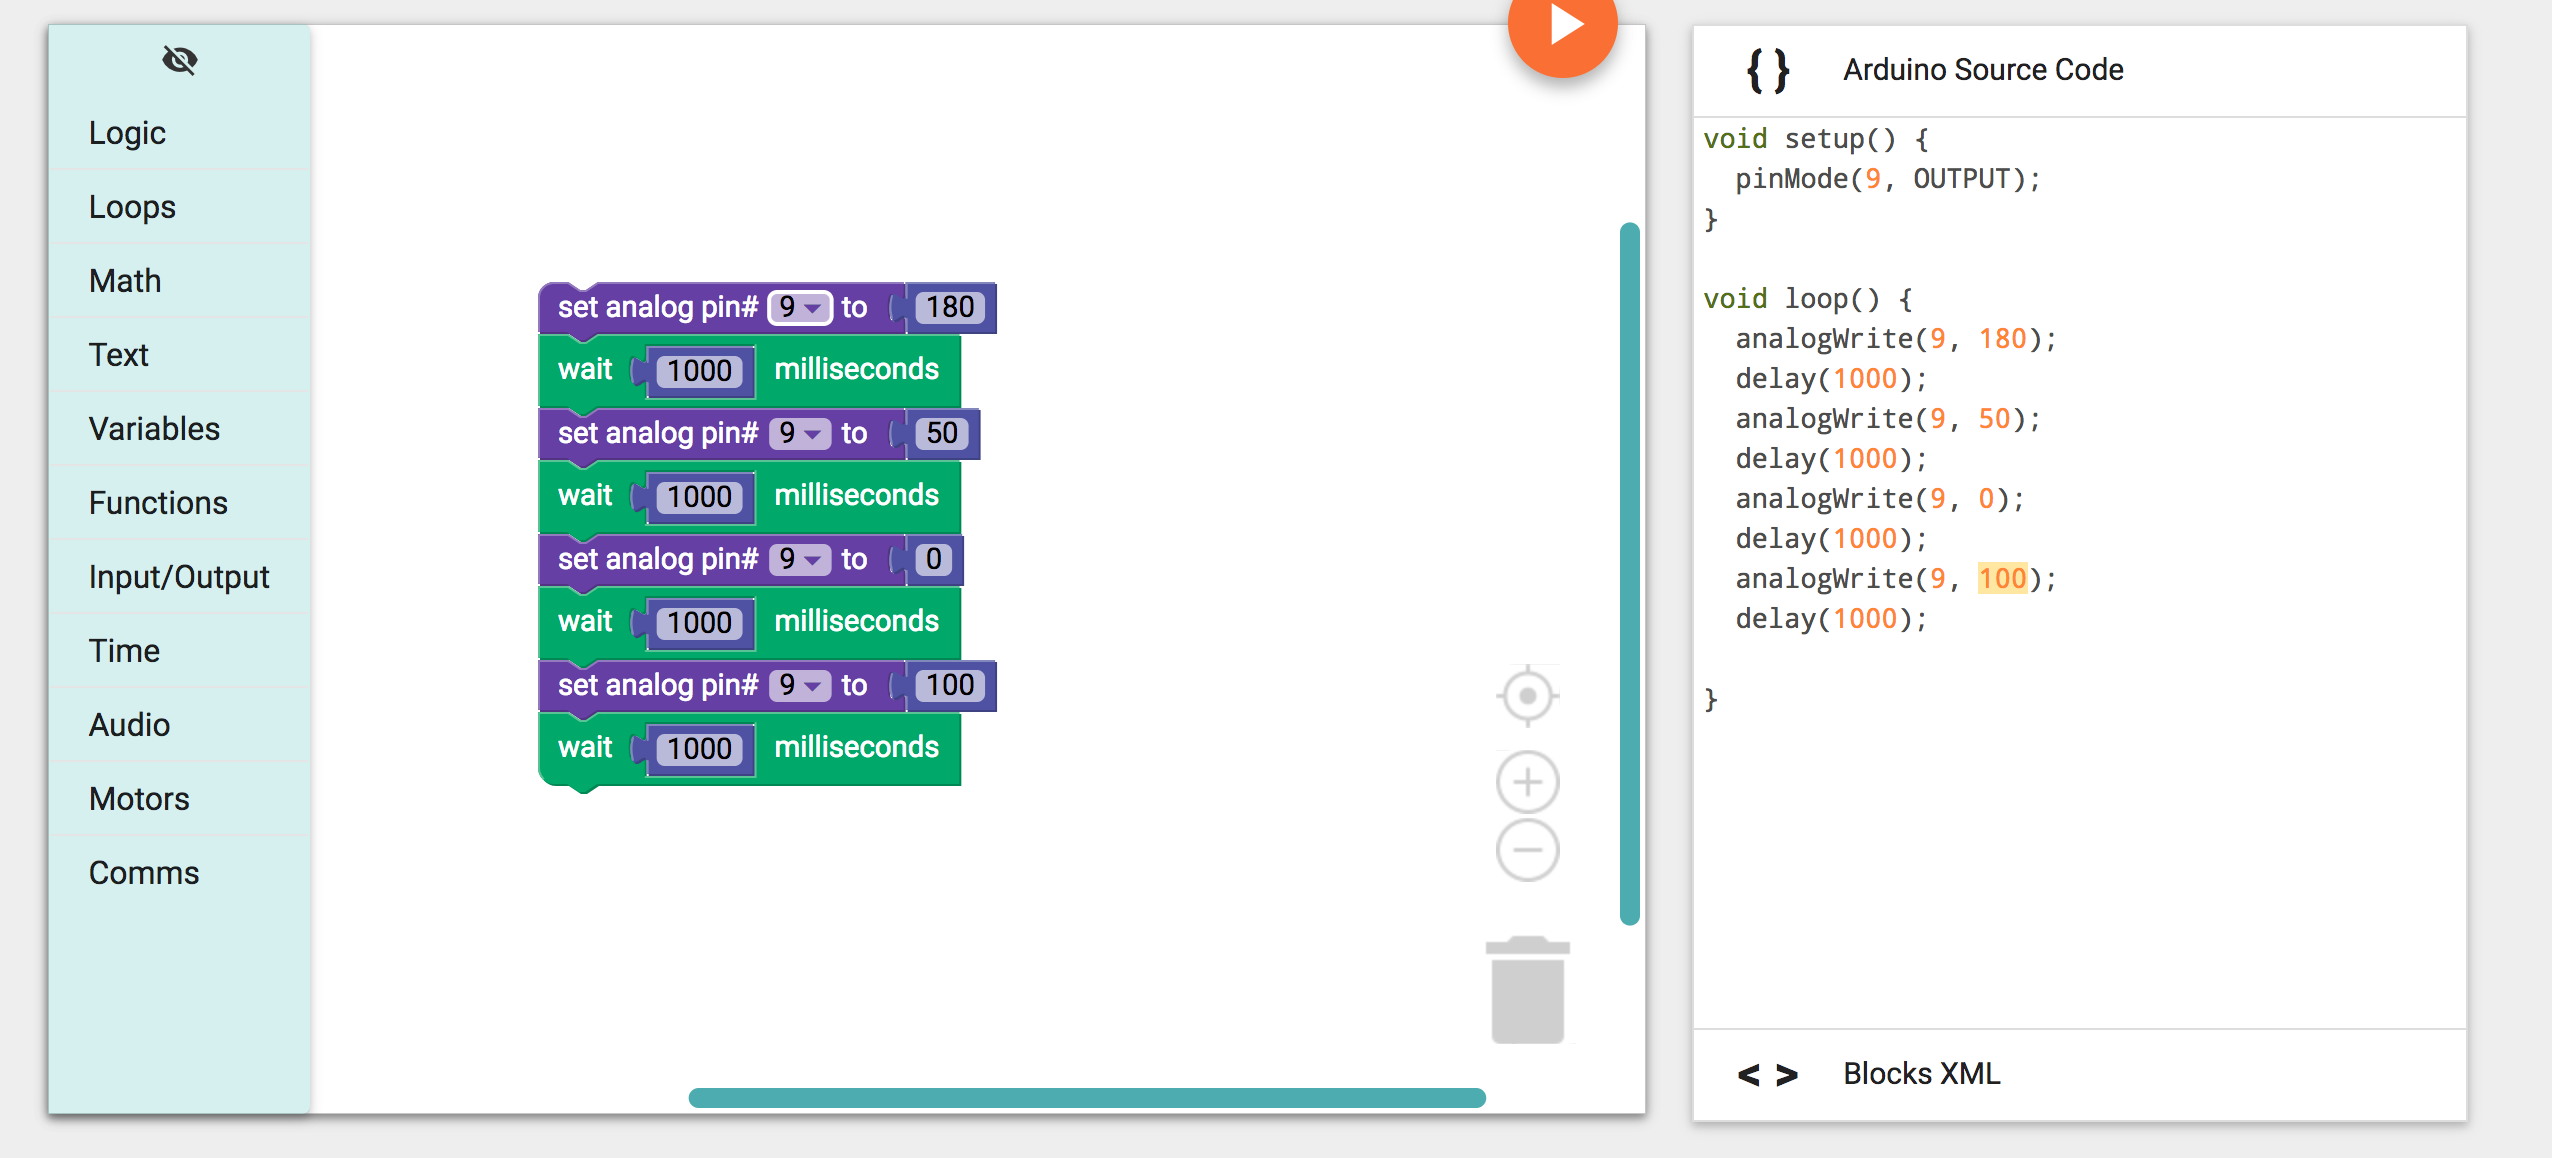 Logic
Loops
Math
Text
Variables
Functions
Input/Output
Time
Audio
Motors
Comms
set analog pin# 9 to 180
wait 1000 milliseconds
set analog pin# 9 to 50
wait 1000 milliseconds
set analog pin# 9 to 0
wait 1000 milliseconds
set analog pin# 9 to 100
wait 1000 milliseconds
{ } Arduino Source Code
void setup() {
  pinMode(9, OUTPUT);
}
void loop() {
  analogWrite(9, 180);
  delay(1000);
  analogWrite(9, 50);
  delay(1000);
  analogWrite(9, 0);
  delay(1000);
  analogWrite(9, 100);
  delay(1000);
}
< > Blocks XML